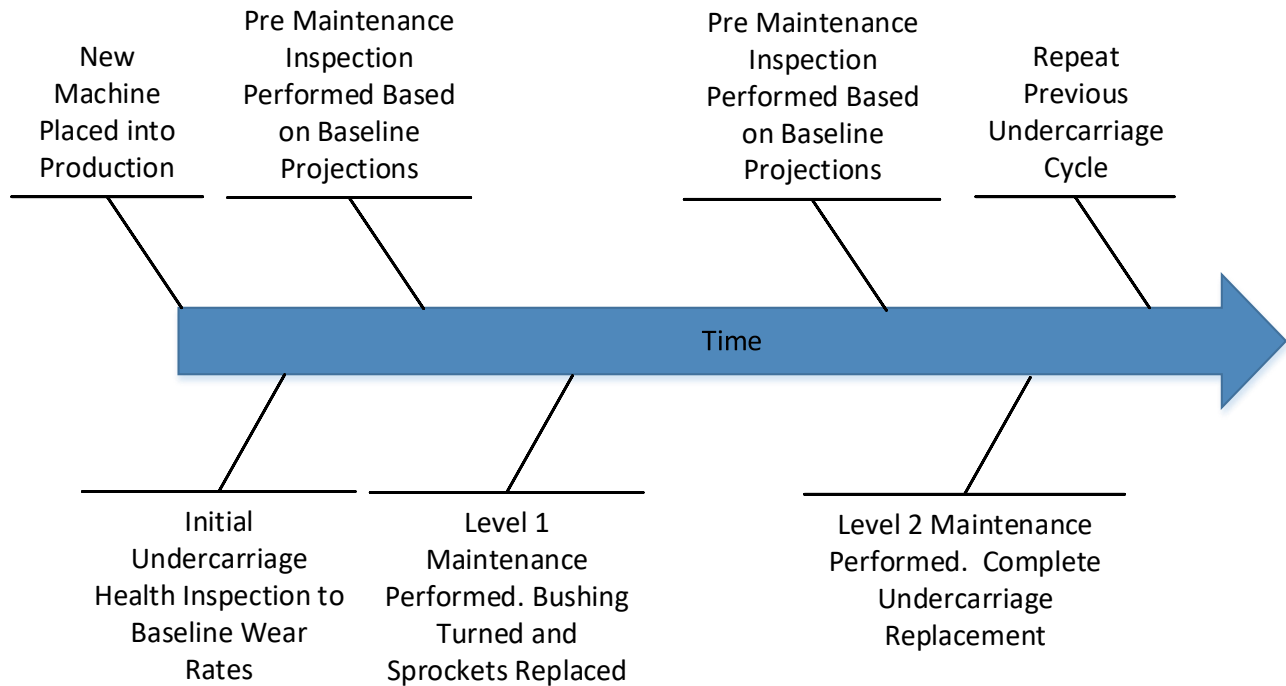 New
Machine
Placed into
Production
Pre Maintenance
Inspection
Performed Based
on Baseline
Projections
Pre Maintenance
Inspection
Performed Based
on Baseline
Projections
Repeat
Previous
Undercarriage
Cycle
Time
Initial
Undercarriage
Health Inspection to
Baseline Wear
Rates
Level 1
Maintenance
Performed. Bushing
Turned and
Sprockets Replaced
Level 2 Maintenance
Performed.  Complete
Undercarriage
Replacement